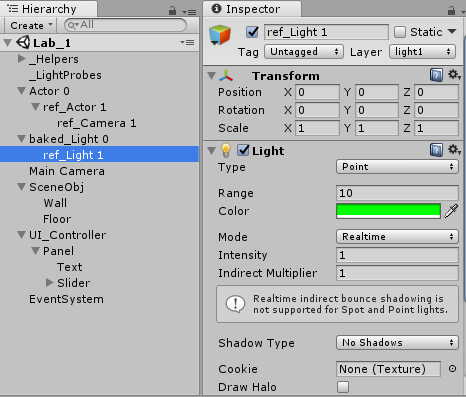 Hierarchy
Create
All
Lab_1
_Helpers
_LightProbes
Actor 0
ref_Actor 1
ref_Camera 1
baked_Light 0
ref_Light 1
Main Camera
SceneObj
Wall
Floor
UI_Controller
Panel
Text
Slider
EventSystem
Inspector
ref_Light 1 Static
Tag Untagged Layer light1
Transform
Position X 0 Y 0 Z 0
Rotation X 0 Y 0 Z 0
Scale X 1 Y 1 Z 1
Light
Type Point
Range 10
Color
Mode Realtime
Intensity 1
Indirect Multiplier 1
Realtime indirect bounce shadowing is
not supported for Spot and Point lights.
Shadow Type No Shadows
Cookie None (Texture)
Draw Halo